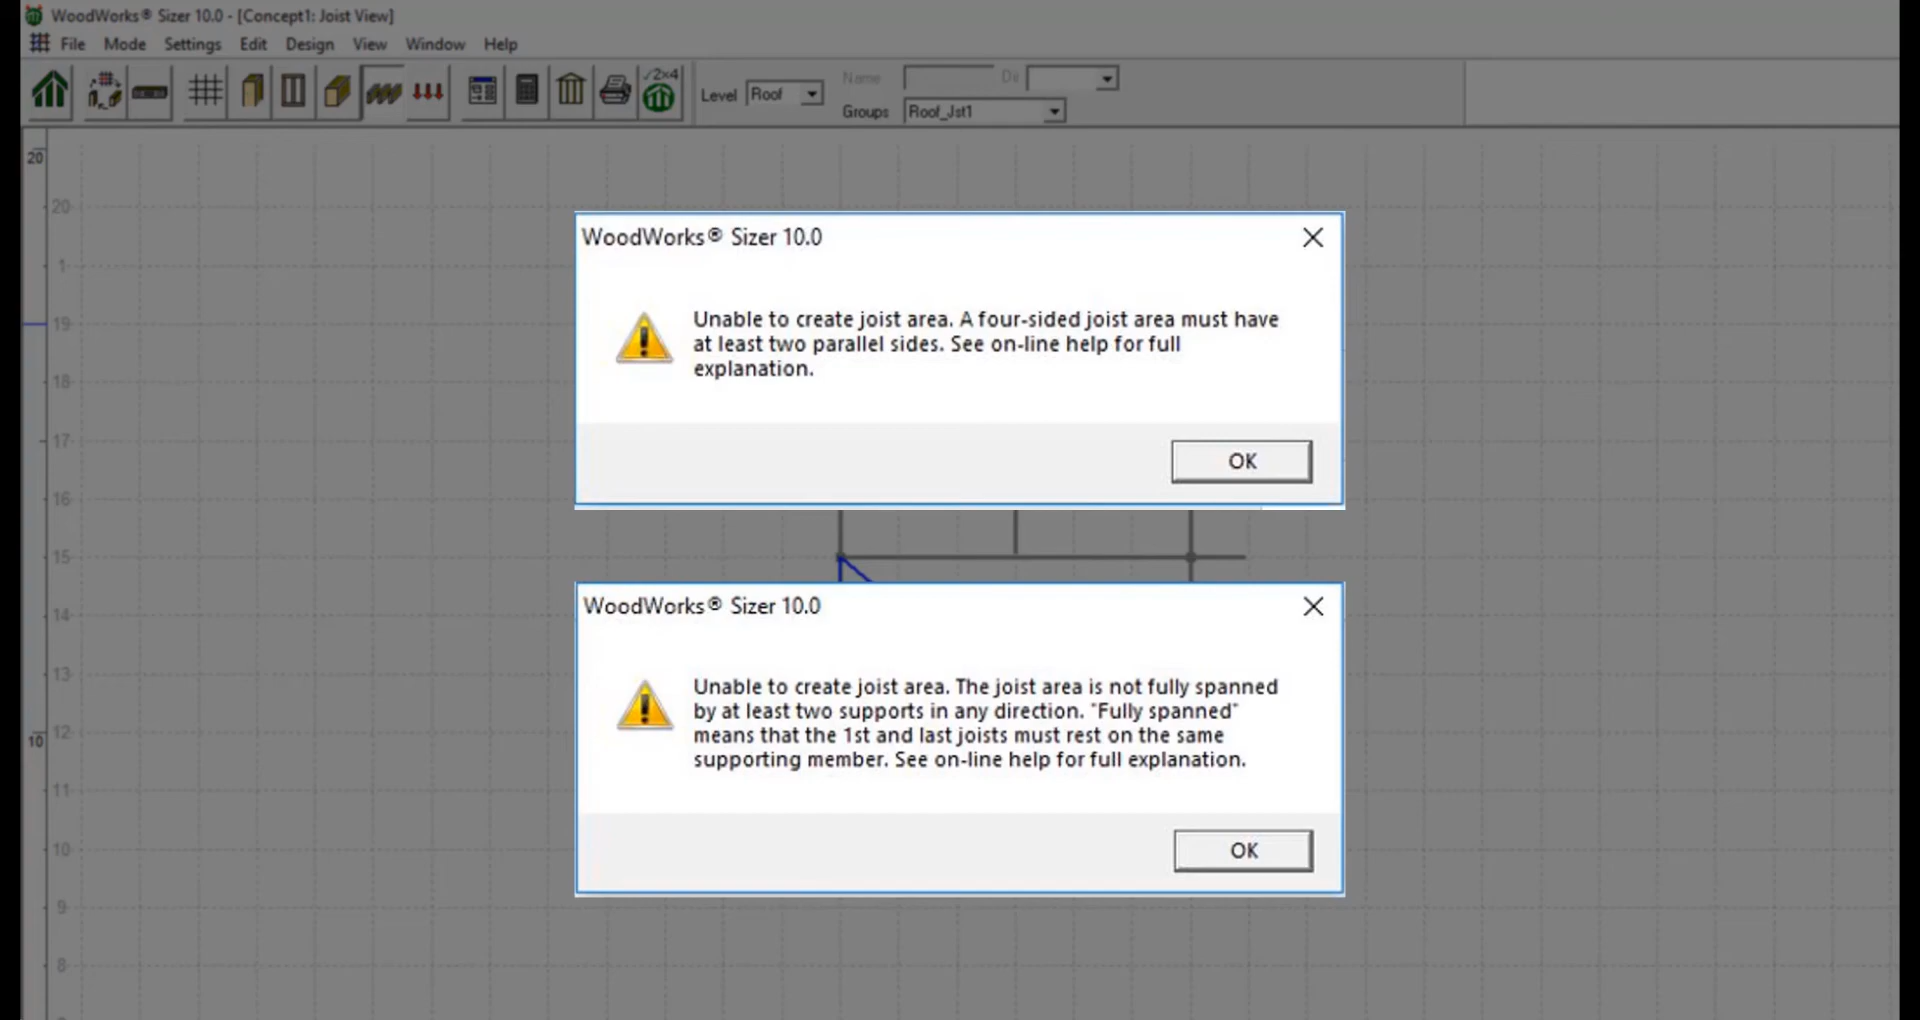 WoodWorks® Sizer 10.0 - [Concept1: Joist View]
File Mode Settings Edit Design View Window Help
√2x4
Level Roof
Name
Dir
Groups Roof_Jst1
20
20
1
19
18
17
16
15
14
13
10
12
11
10
9
8
WoodWorks® Sizer 10.0
Unable to create joist area. A four-sided joist area must have
at least two parallel sides. See on-line help for full
explanation.
OK
WoodWorks® Sizer 10.0
Unable to create joist area. The joist area is not fully spanned
by at least two supports in any direction. "Fully spanned"
means that the 1st and last joists must rest on the same
supporting member. See on-line help for full explanation.
OK